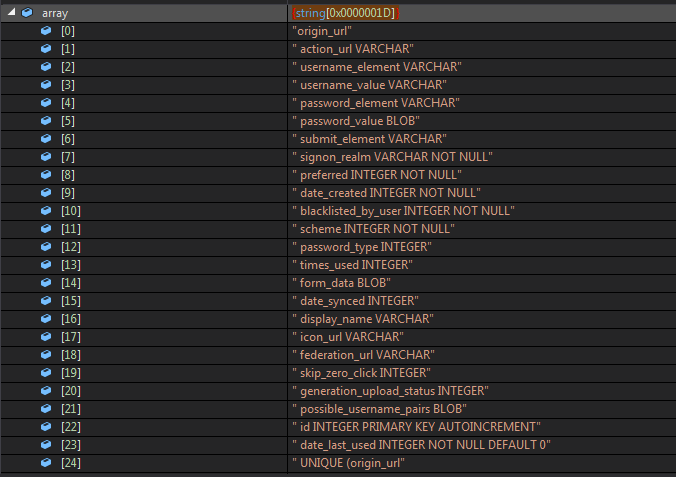 array string[0x0000001D]
[0] "origin_url"
[1] " action_url VARCHAR"
[2] " username_element VARCHAR"
[3] " username_value VARCHAR"
[4] " password_element VARCHAR"
[5] " password_value BLOB"
[6] " submit_element VARCHAR"
[7] " signon_realm VARCHAR NOT NULL"
[8] " preferred INTEGER NOT NULL"
[9] " date_created INTEGER NOT NULL"
[10] " blacklisted_by_user INTEGER NOT NULL"
[11] " scheme INTEGER NOT NULL"
[12] " password_type INTEGER"
[13] " times_used INTEGER"
[14] " form_data BLOB"
[15] " date_synced INTEGER"
[16] " display_name VARCHAR"
[17] " icon_url VARCHAR"
[18] " federation_url VARCHAR"
[19] " skip_zero_click INTEGER"
[20] " generation_upload_status INTEGER"
[21] " possible_username_pairs BLOB"
[22] " id INTEGER PRIMARY KEY AUTOINCREMENT"
[23] " date_last_used INTEGER NOT NULL DEFAULT 0"
[24] " UNIQUE (origin_url"